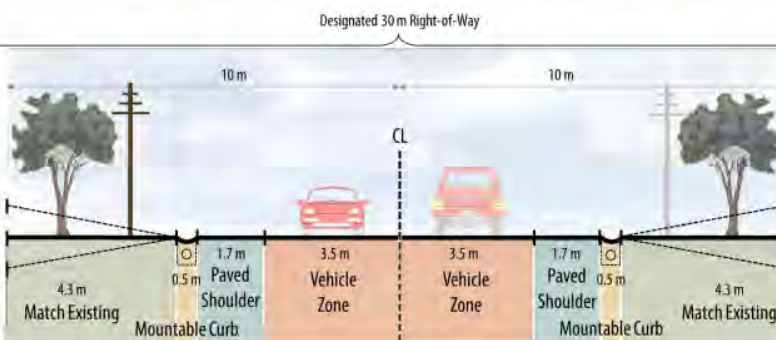 Designated 30 m Right-of-Way
10 m
10 m
CL
4.3 m
Match Existing
0.5 m
Mountable Curb
1.7 m
Paved
Shoulder
3.5 m
Vehicle
Zone
3.5 m
Vehicle
Zone
1.7 m
Paved
Shoulder
0.5 m
Mountable Curb
4.3 m
Match Existing